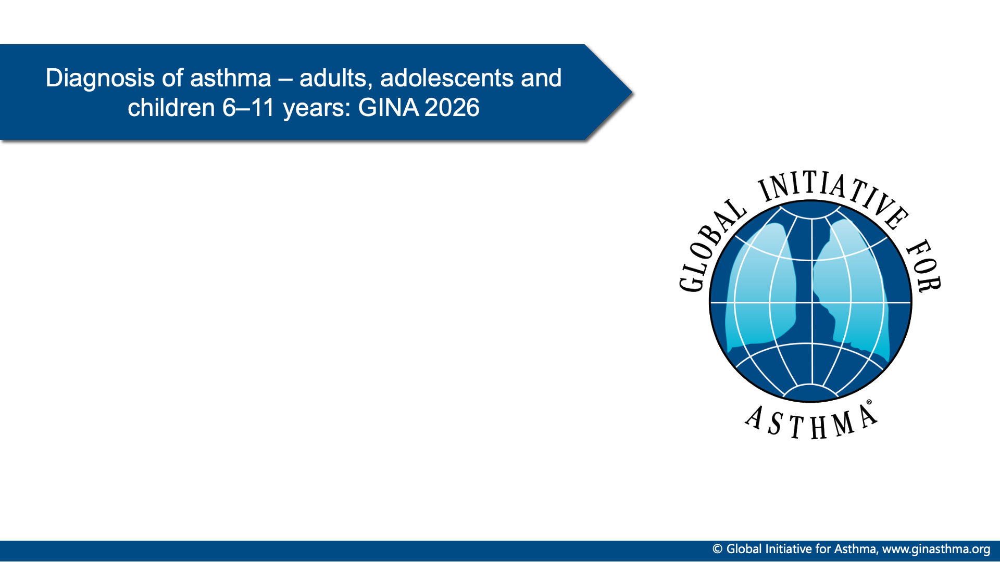 Diagnosis of asthma – adults, adolescents and
children 6–11 years: GINA 2026
GLOBAL INITIATIVE FOR
ASTHMA®
© Global Initiative for Asthma, www.ginasthma.org